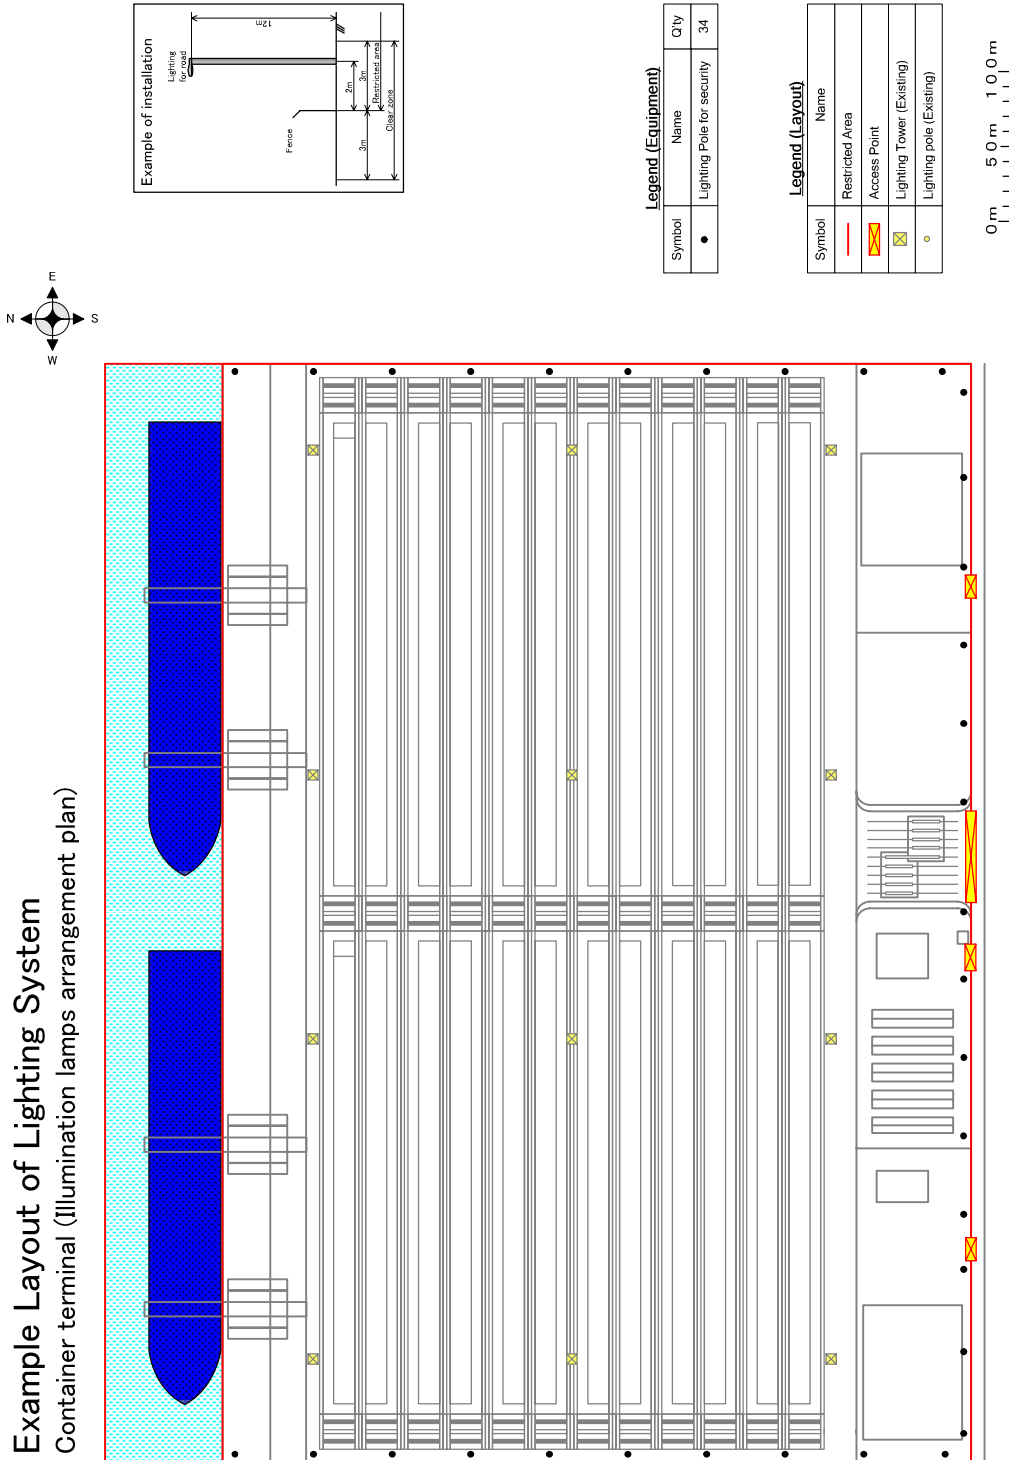 Example Layout of Lighting System
Container terminal (Illumination lamps arrangement plan)
N
E
S
W
Example of installation
Lighting
for road
12m
Fence
2m
3m
3m
Restricted area
Clear zone
Legend (Equipment)
Symbol Name Q'ty
Lighting Pole for security 34
Legend (Layout)
Symbol Name
Restricted Area
Access Point
Lighting Tower (Existing)
Lighting pole (Existing)
0m 50m 100m